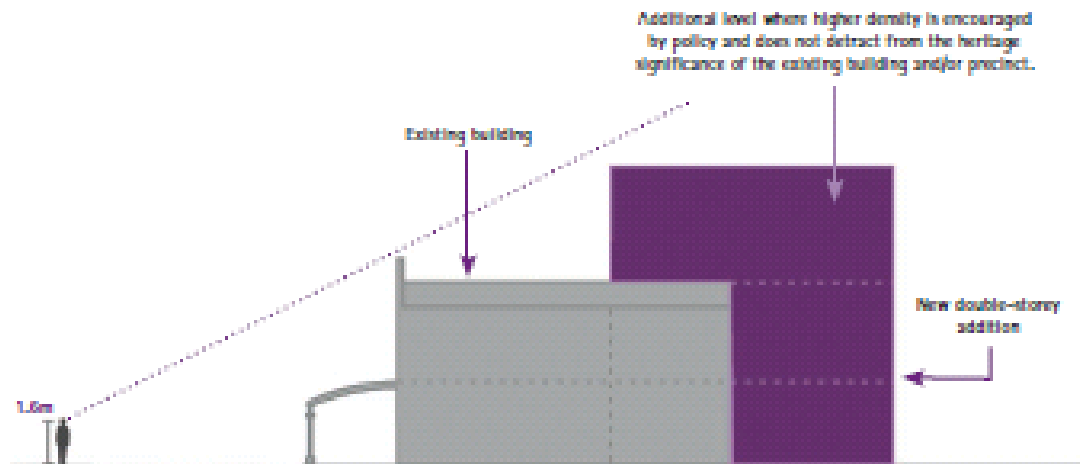 Additional level where higher density is encouraged
by policy and does not detract from the heritage
significance of the existing building and/or precinct.
Existing building
New double-storey
addition
1.6m